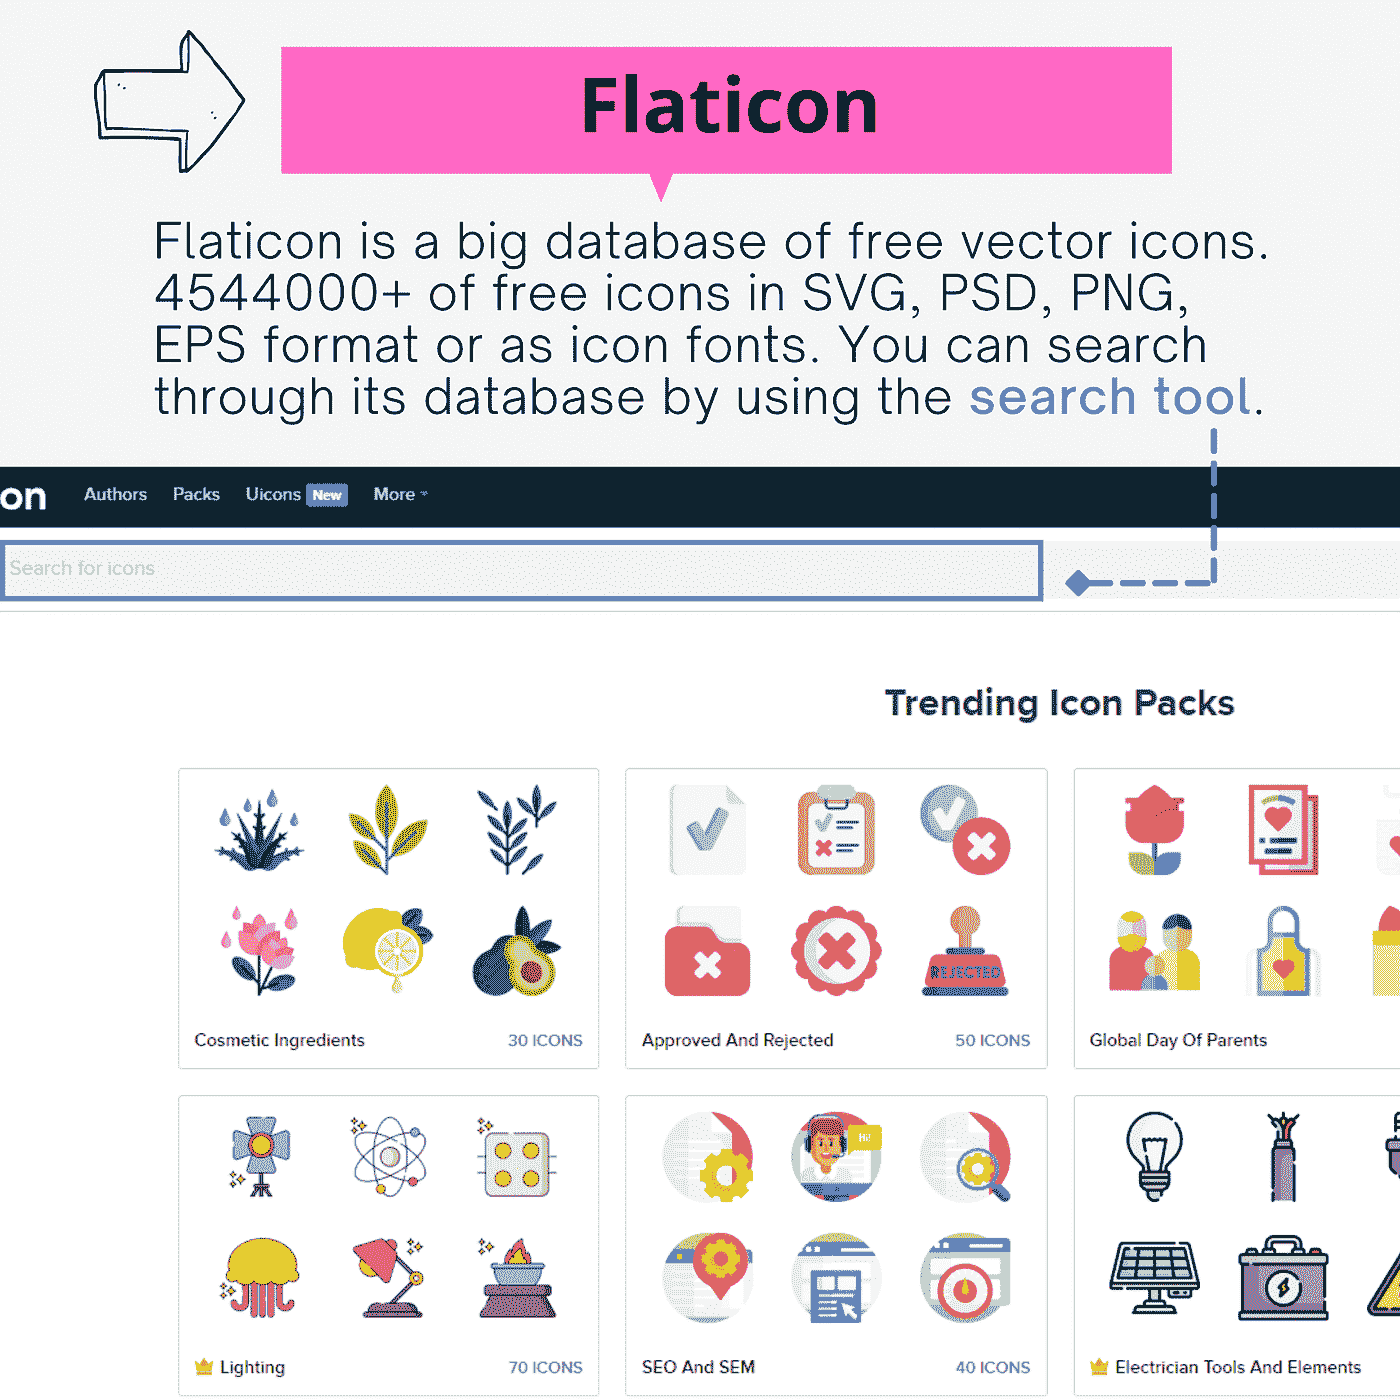 Flaticon
Flaticon is a big database of free vector icons.
4544000+ of free icons in SVG, PSD, PNG,
EPS format or as icon fonts. You can search
through its database by using the search tool.
on Authors Packs Uicons New More
Search for icons
Trending Icon Packs
REJECTED
Cosmetic Ingredients 30 ICONS
Approved And Rejected 50 ICONS
Global Day Of Parents
Hi!
Lighting 70 ICONS
SEO And SEM 40 ICONS
Electrician Tools And Elements